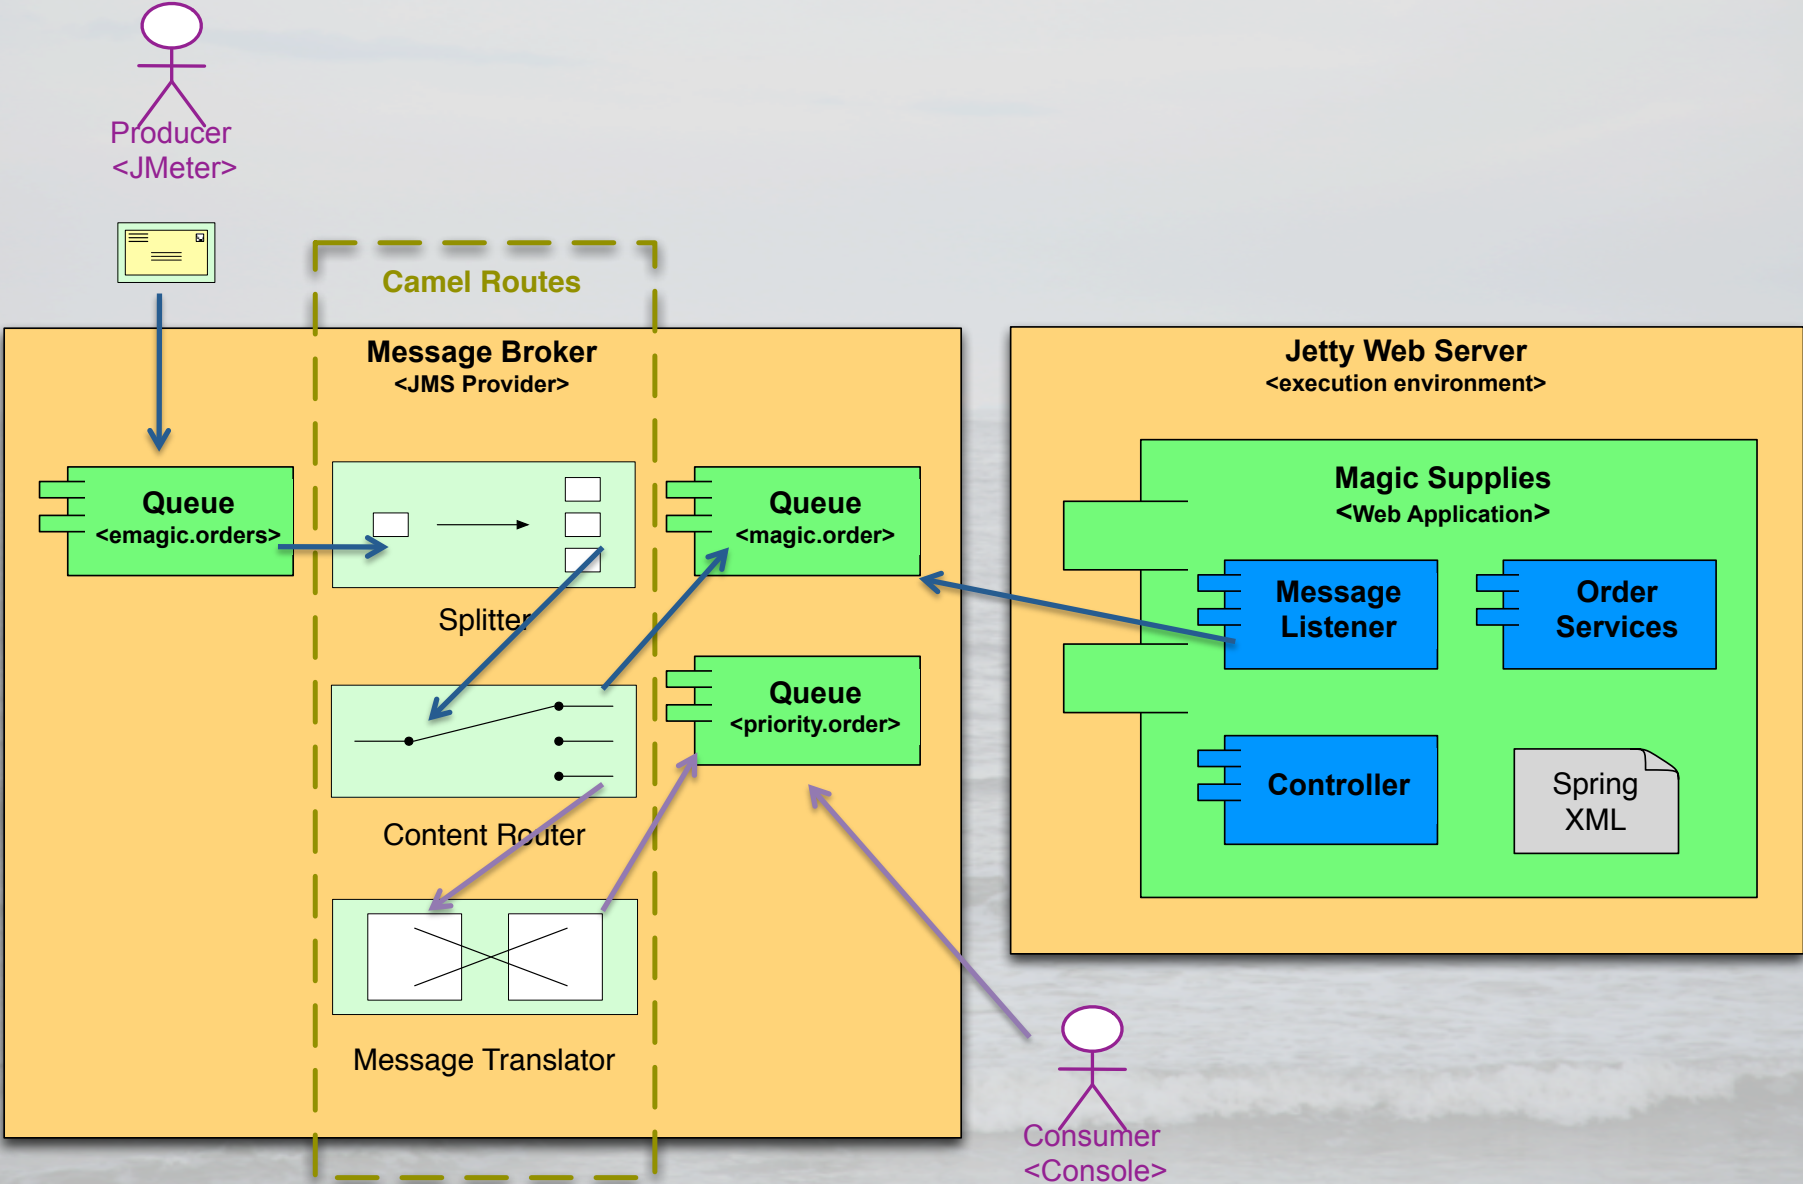 Producer
<JMeter>
Camel Routes
Message Broker
<JMS Provider>
Queue
<emagic.orders>
Splitter
Content Router
Message Translator
Queue
<magic.order>
Queue
<priority.order>
Jetty Web Server
<execution environment>
Magic Supplies
<Web Application>
Message
Listener
Order
Services
Controller
Spring
XML
Consumer
<Console>